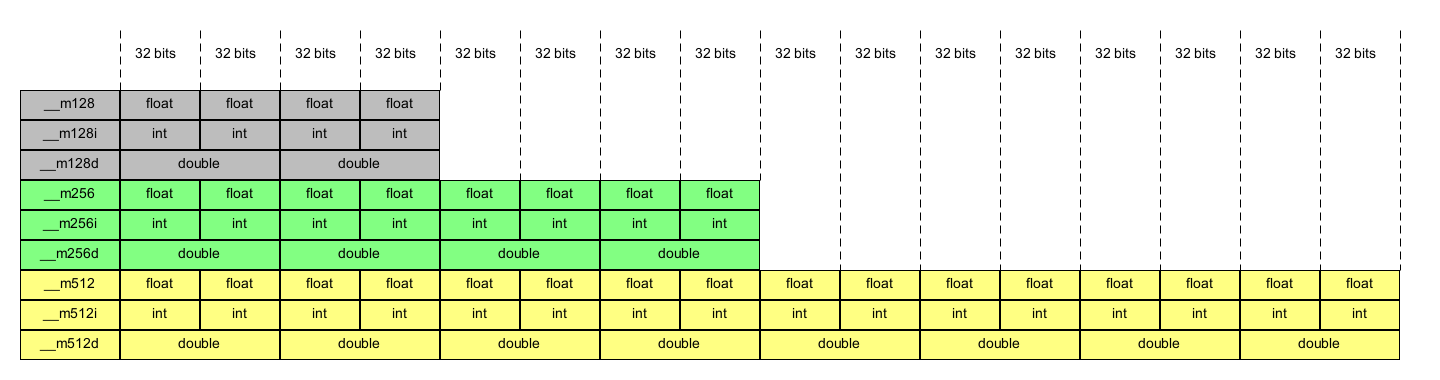 32 bits 32 bits 32 bits 32 bits 32 bits 32 bits 32 bits 32 bits 32 bits 32 bits 32 bits 32 bits 32 bits 32 bits 32 bits 32 bits
__m128 float float float float
__m128i int int int int
__m128d double double
__m256 float float float float float float float float
__m256i int int int int int int int int
__m256d double double double double
__m512 float float float float float float float float float float float float float float float float
__m512i int int int int int int int int int int int int int int int int
__m512d double double double double double double double double